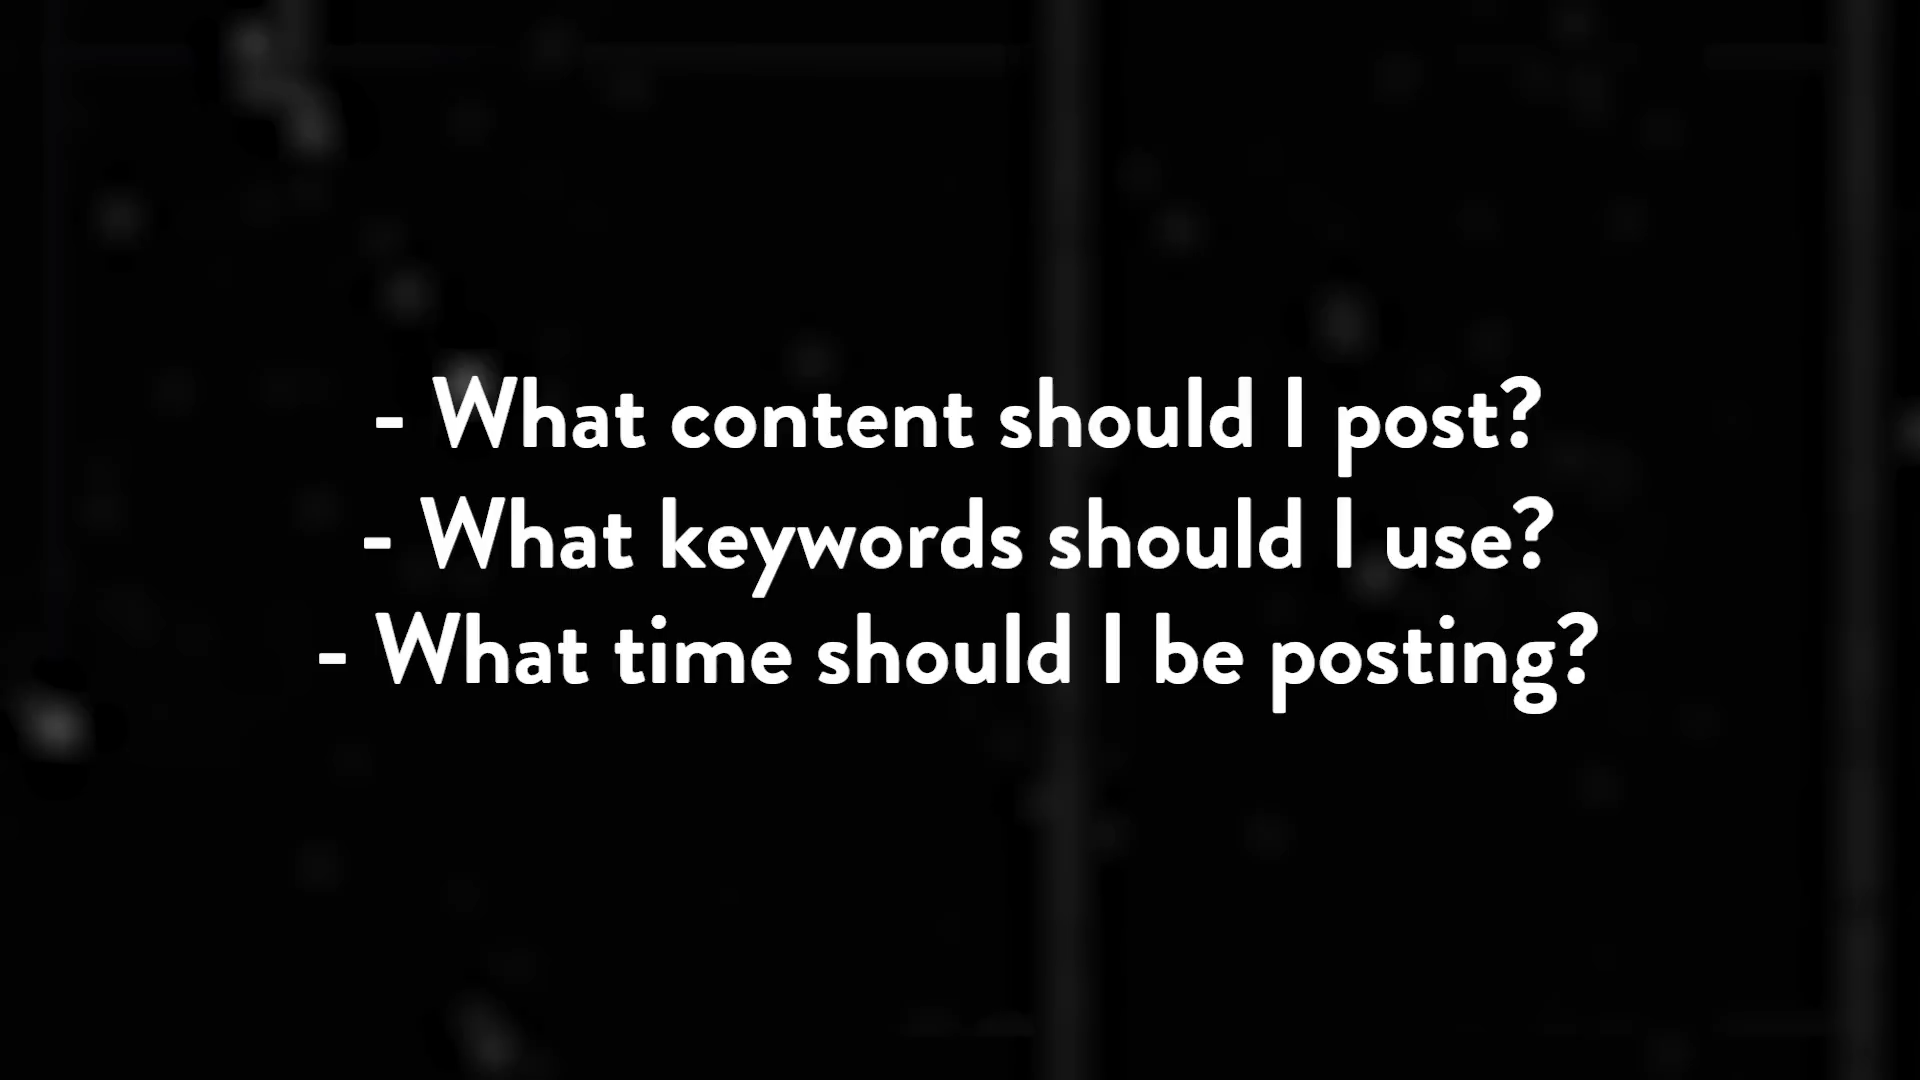 - What content should I post?
- What keywords should I use?
- What time should I be posting?